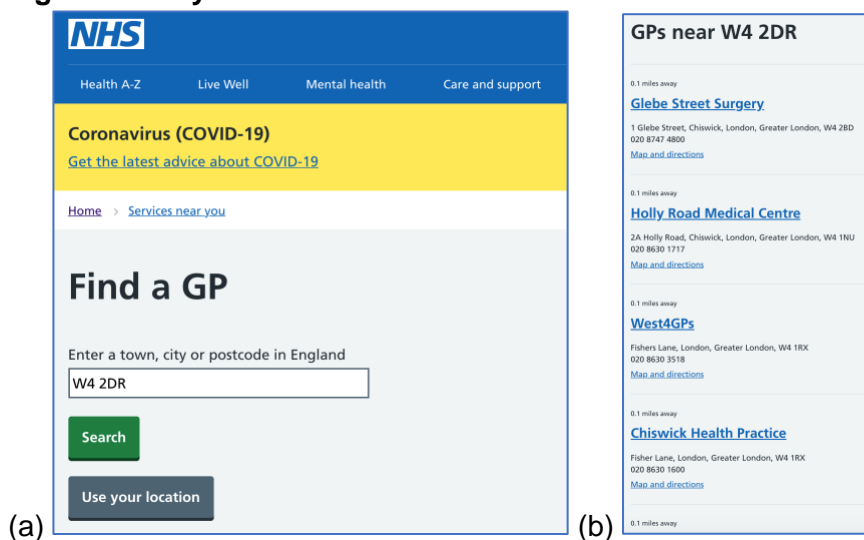 NHS
Health A-Z Live Well Mental health Care and support
Coronavirus (COVID-19)
Get the latest advice about COVID-19
Home > Services near you
Find a GP
Enter a town, city or postcode in England
W4 2DR
Search
Use your location
(a)
GPs near W4 2DR
0.1 miles away
Glebe Street Surgery
1 Glebe Street, Chiswick, London, Greater London, W4 2BD
020 8747 4800
Map and directions
0.1 miles away
Holly Road Medical Centre
2A Holly Road, Chiswick, London, Greater London, W4 1NU
020 8630 1717
Map and directions
0.1 miles away
West4GPs
Fishers Lane, London, Greater London, W4 1RX
020 8630 3518
Map and directions
0.1 miles away
Chiswick Health Practice
Fisher Lane, London, Greater London, W4 1RX
020 8630 1600
Map and directions
0.1 miles away
(b)